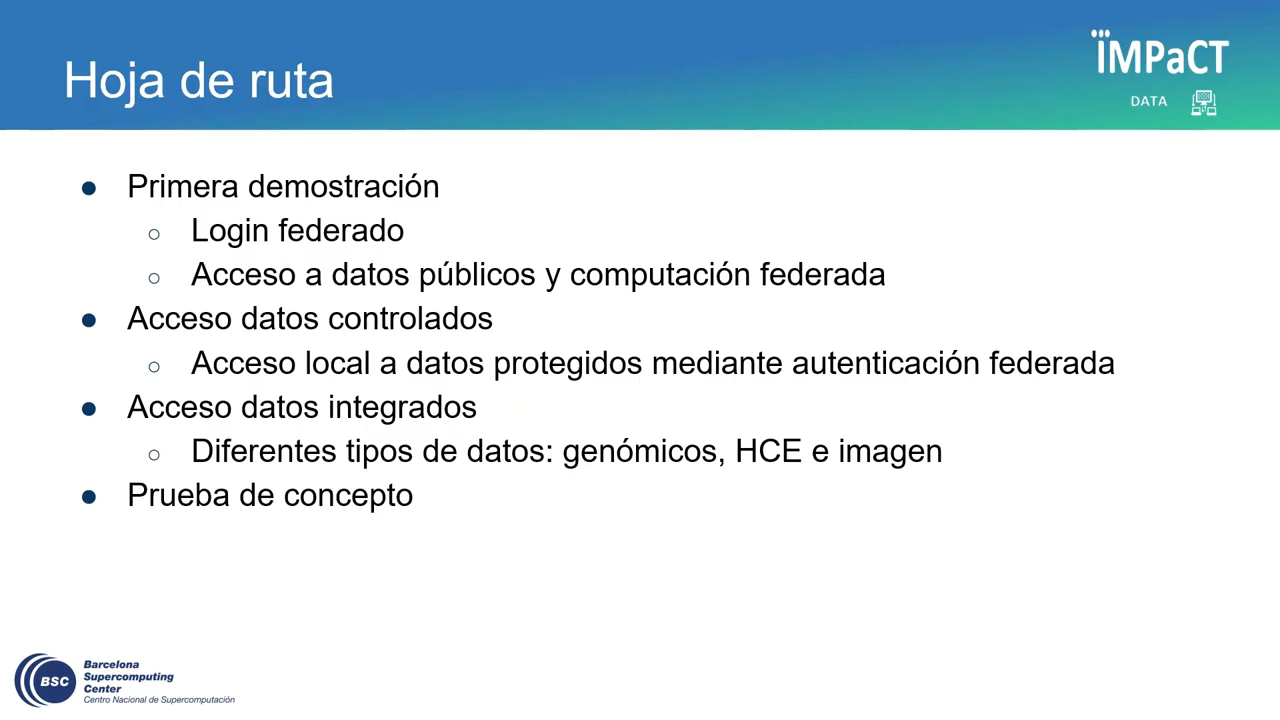 Hoja de ruta
ÏMPaCT
DATA
● Primera demostración
○ Login federado
○ Acceso a datos públicos y computación federada
● Acceso datos controlados
○ Acceso local a datos protegidos mediante autenticación federada
● Acceso datos integrados
○ Diferentes tipos de datos: genómicos, HCE e imagen
● Prueba de concepto
BSC
Barcelona
Supercomputing
Center
Centro Nacional de Supercomputación